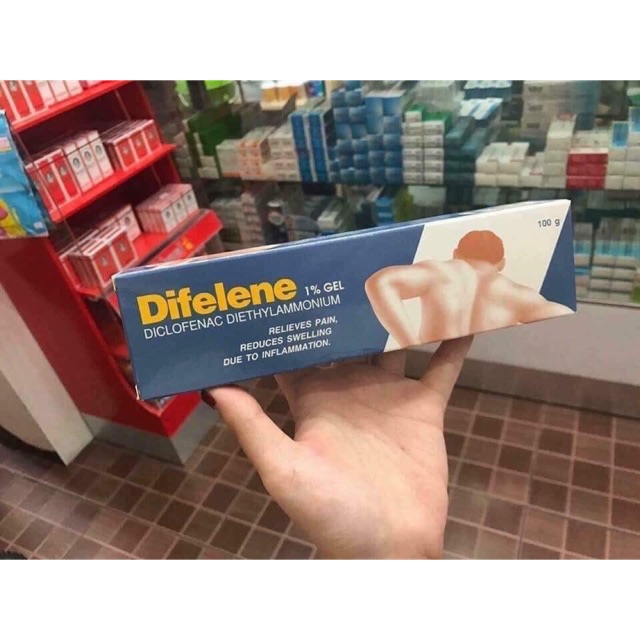 Difelene 1% GEL
DICLOFENAC DIETHYLAMMONIUM
RELIEVES PAIN,
REDUCES SWELLING
DUE TO INFLAMMATION.
100 g